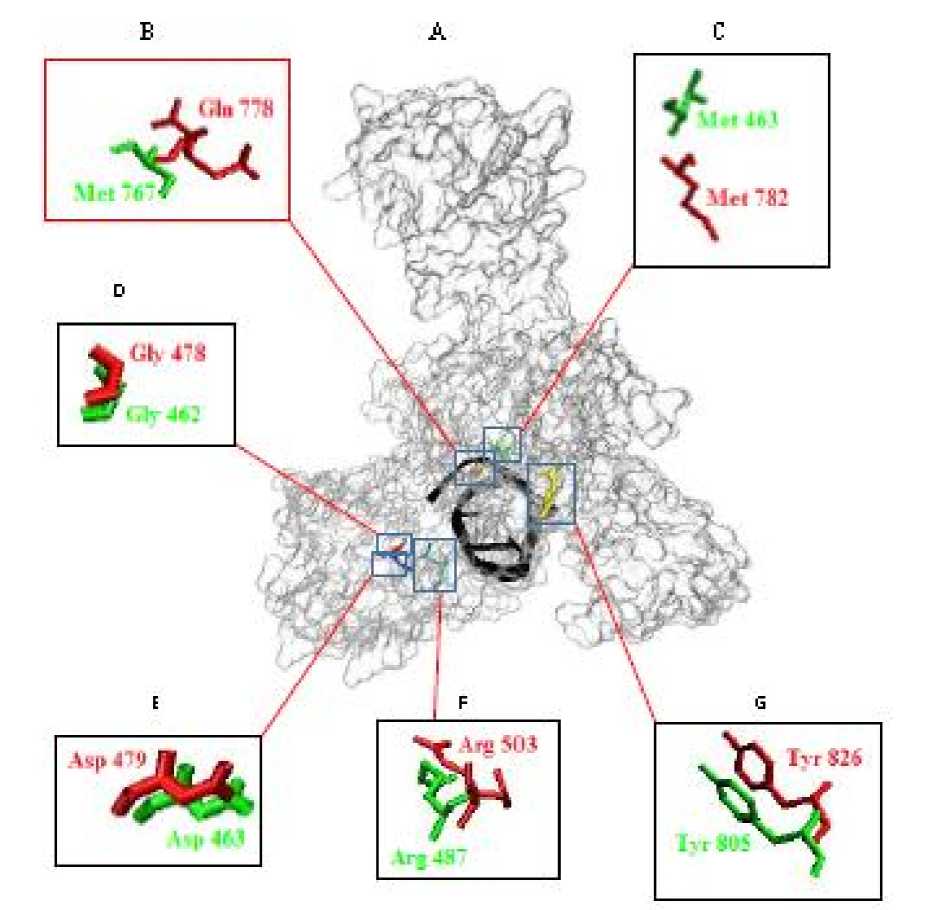 B
A
C
Gln 778
Met 767
Met 463
Met 782
D
Gly 478
Gly 462
E
F
G
Asp 479
Asp 463
Arg 503
Arg 487
Tyr 826
Tyr 805